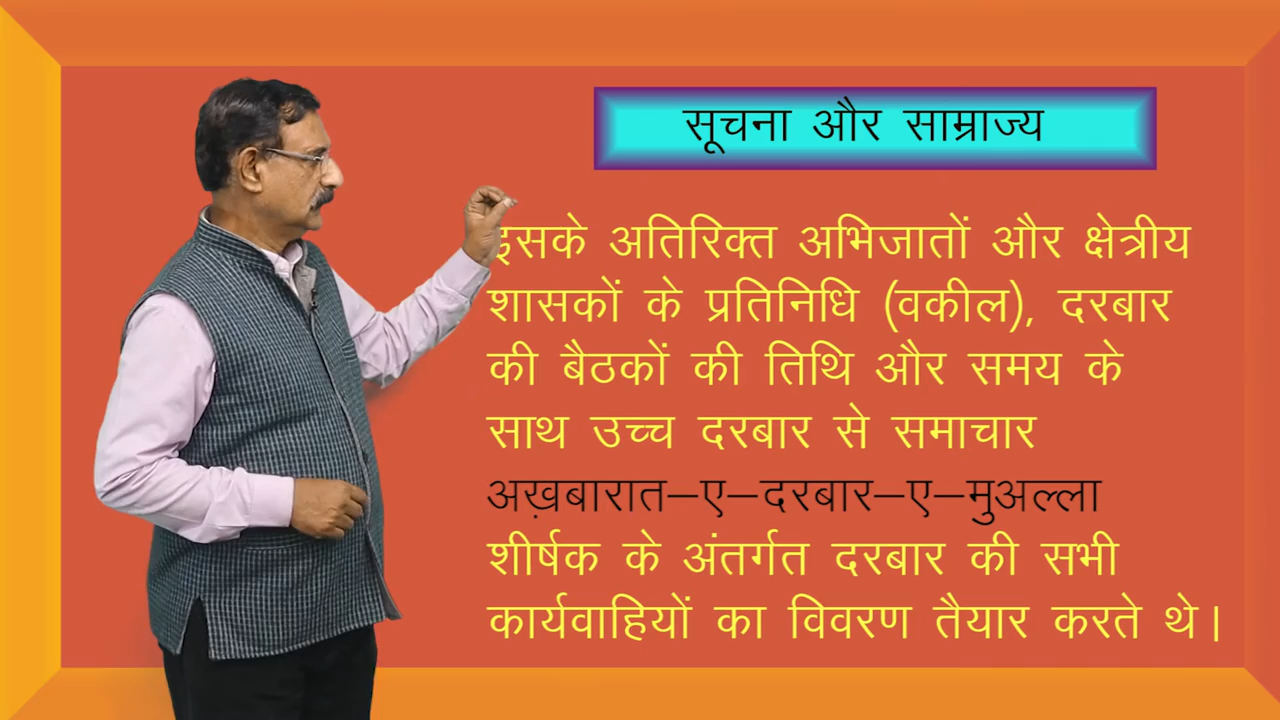 सूचना और साम्राज्य
इसके अतिरिक्त अभिजातों और क्षेत्रीय
शासकों के प्रतिनिधि (वकील), दरबार
की बैठकों की तिथि और समय के
साथ उच्च दरबार से समाचार
अख़बारात–ए–दरबार–ए–मुअल्ला
शीर्षक के अंतर्गत दरबार की सभी
कार्यवाहियों का विवरण तैयार करते थे।